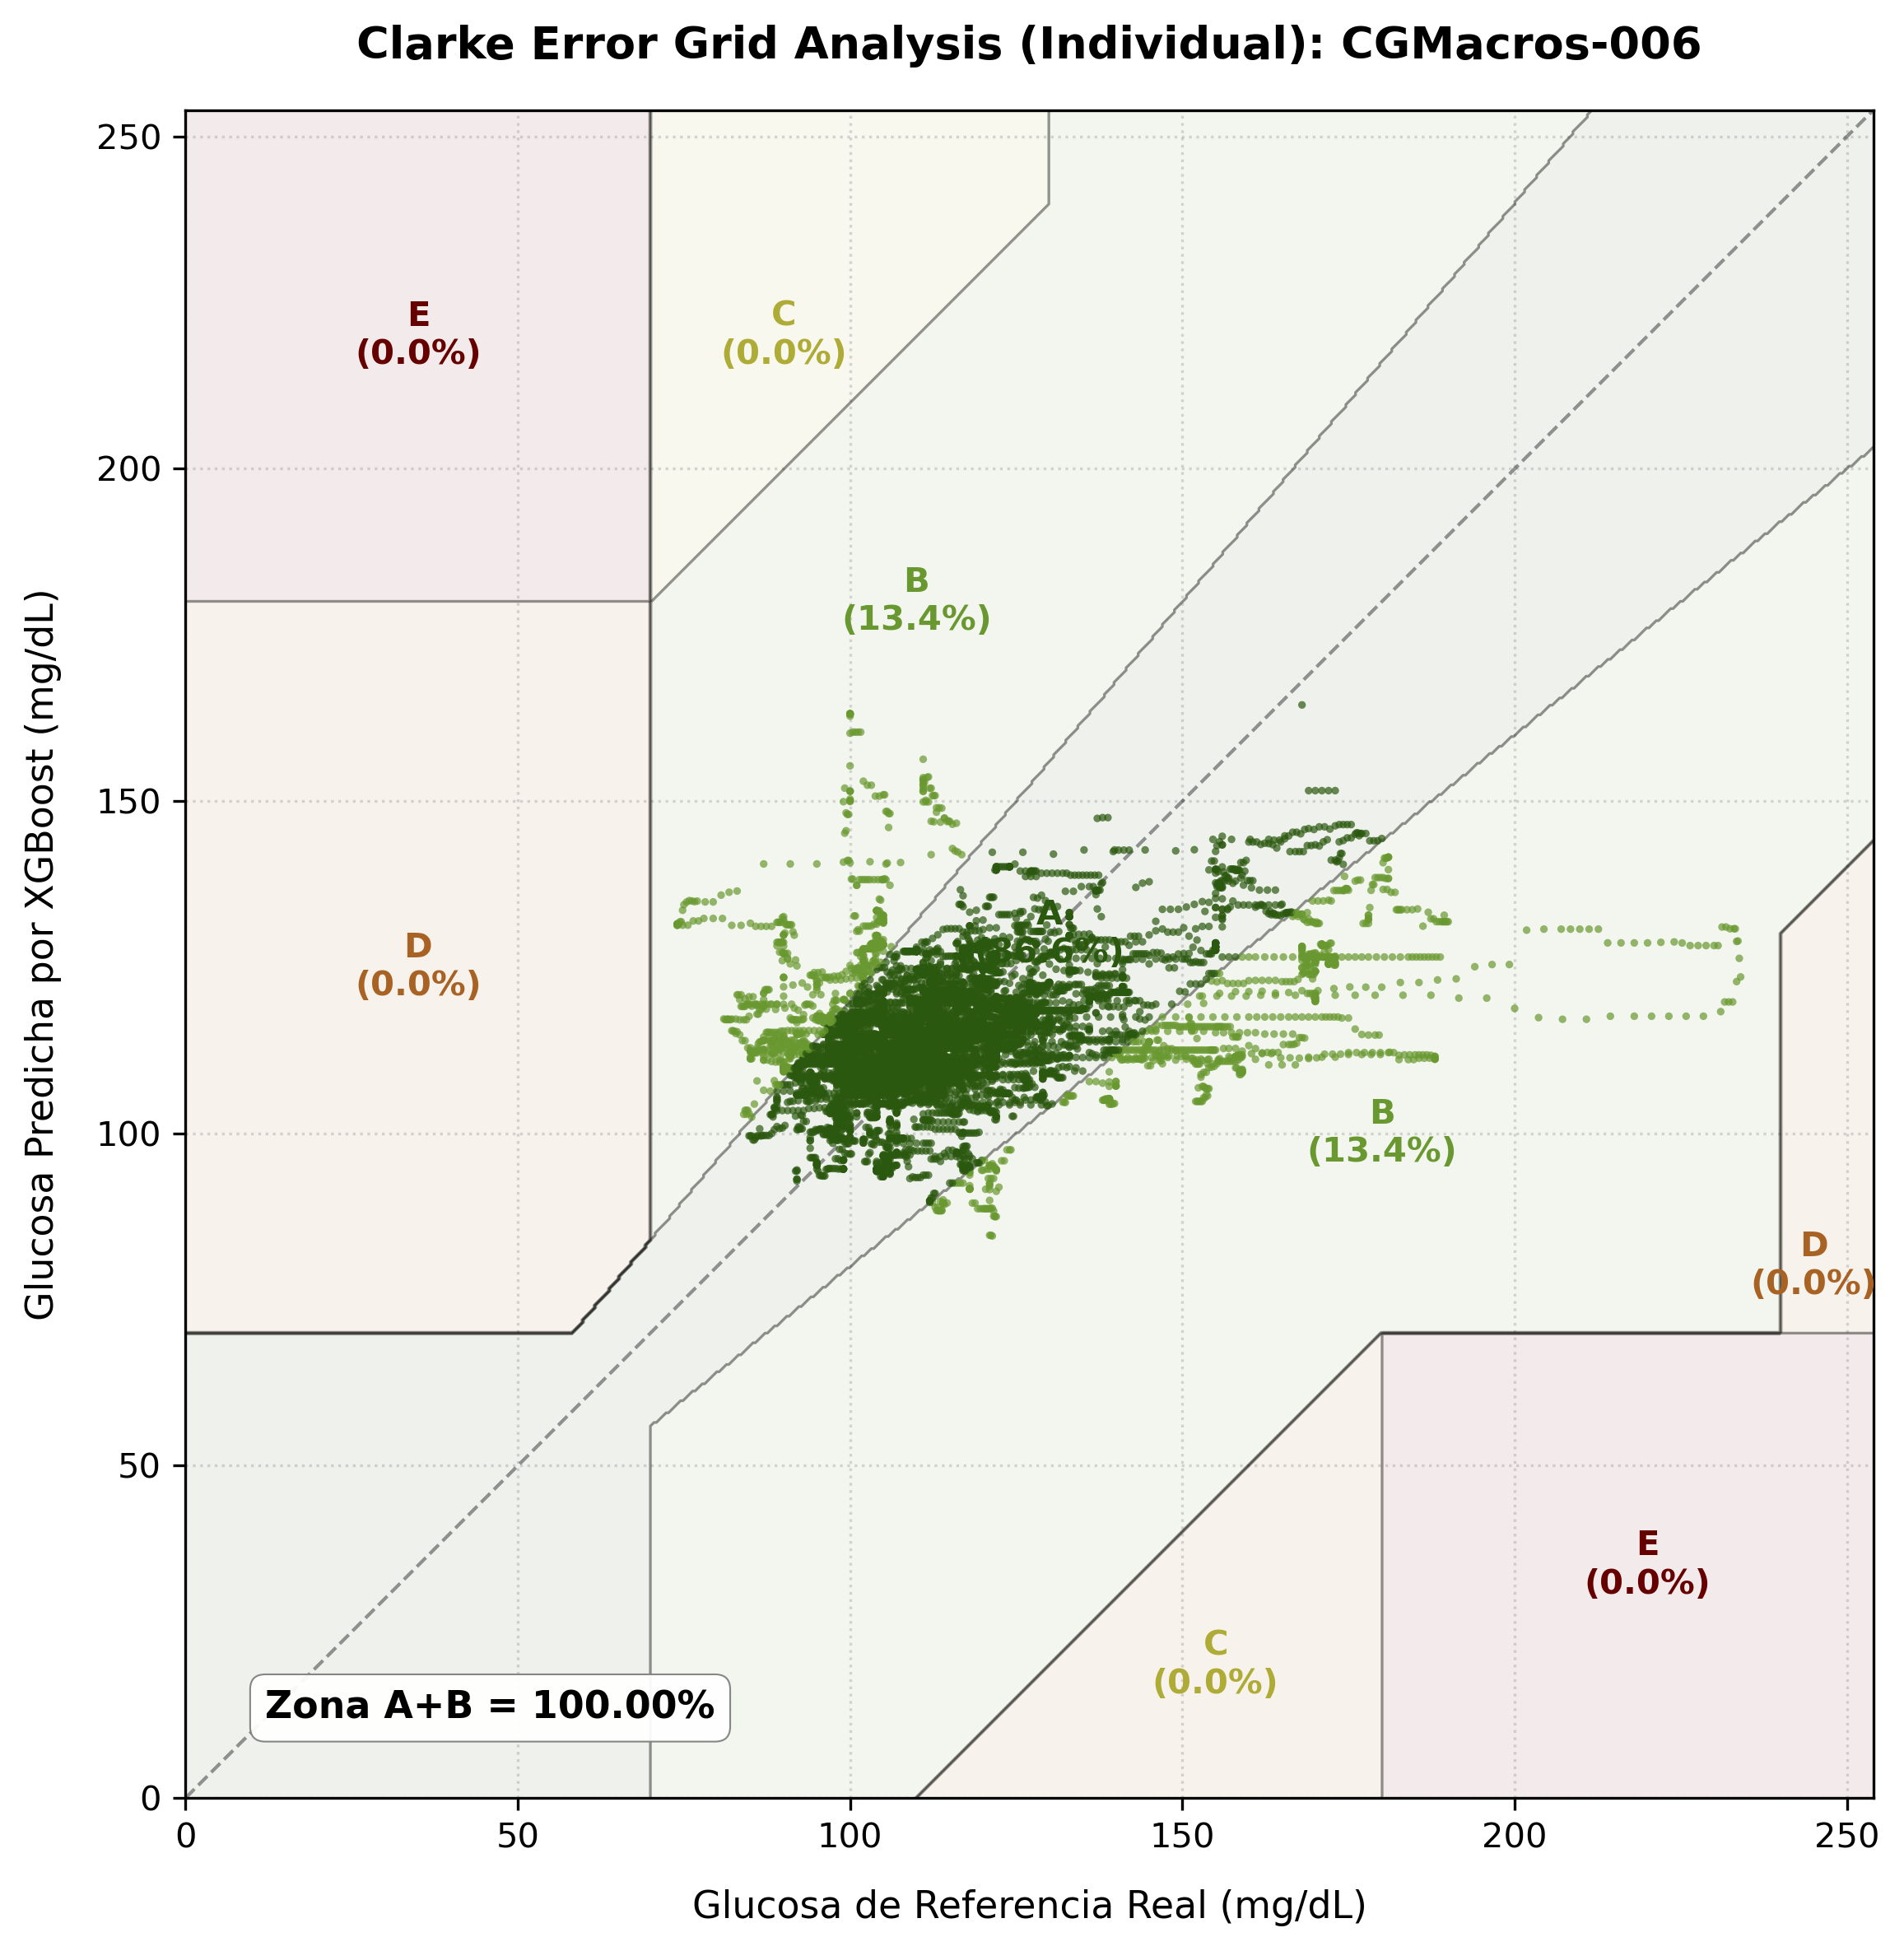 Clarke Error Grid Analysis (Individual): CGMacros-006
Glucosa Predicha por XGBoost (mg/dL)
250
200
150
100
50
0
E
(0.0%)
C
(0.0%)
B
(13.4%)
D
(0.0%)
A
B
(13.4%)
D
(0.0%)
E
(0.0%)
C
(0.0%)
Zona A+B = 100.00%
0 50 100 150 200 250
Glucosa de Referencia Real (mg/dL)